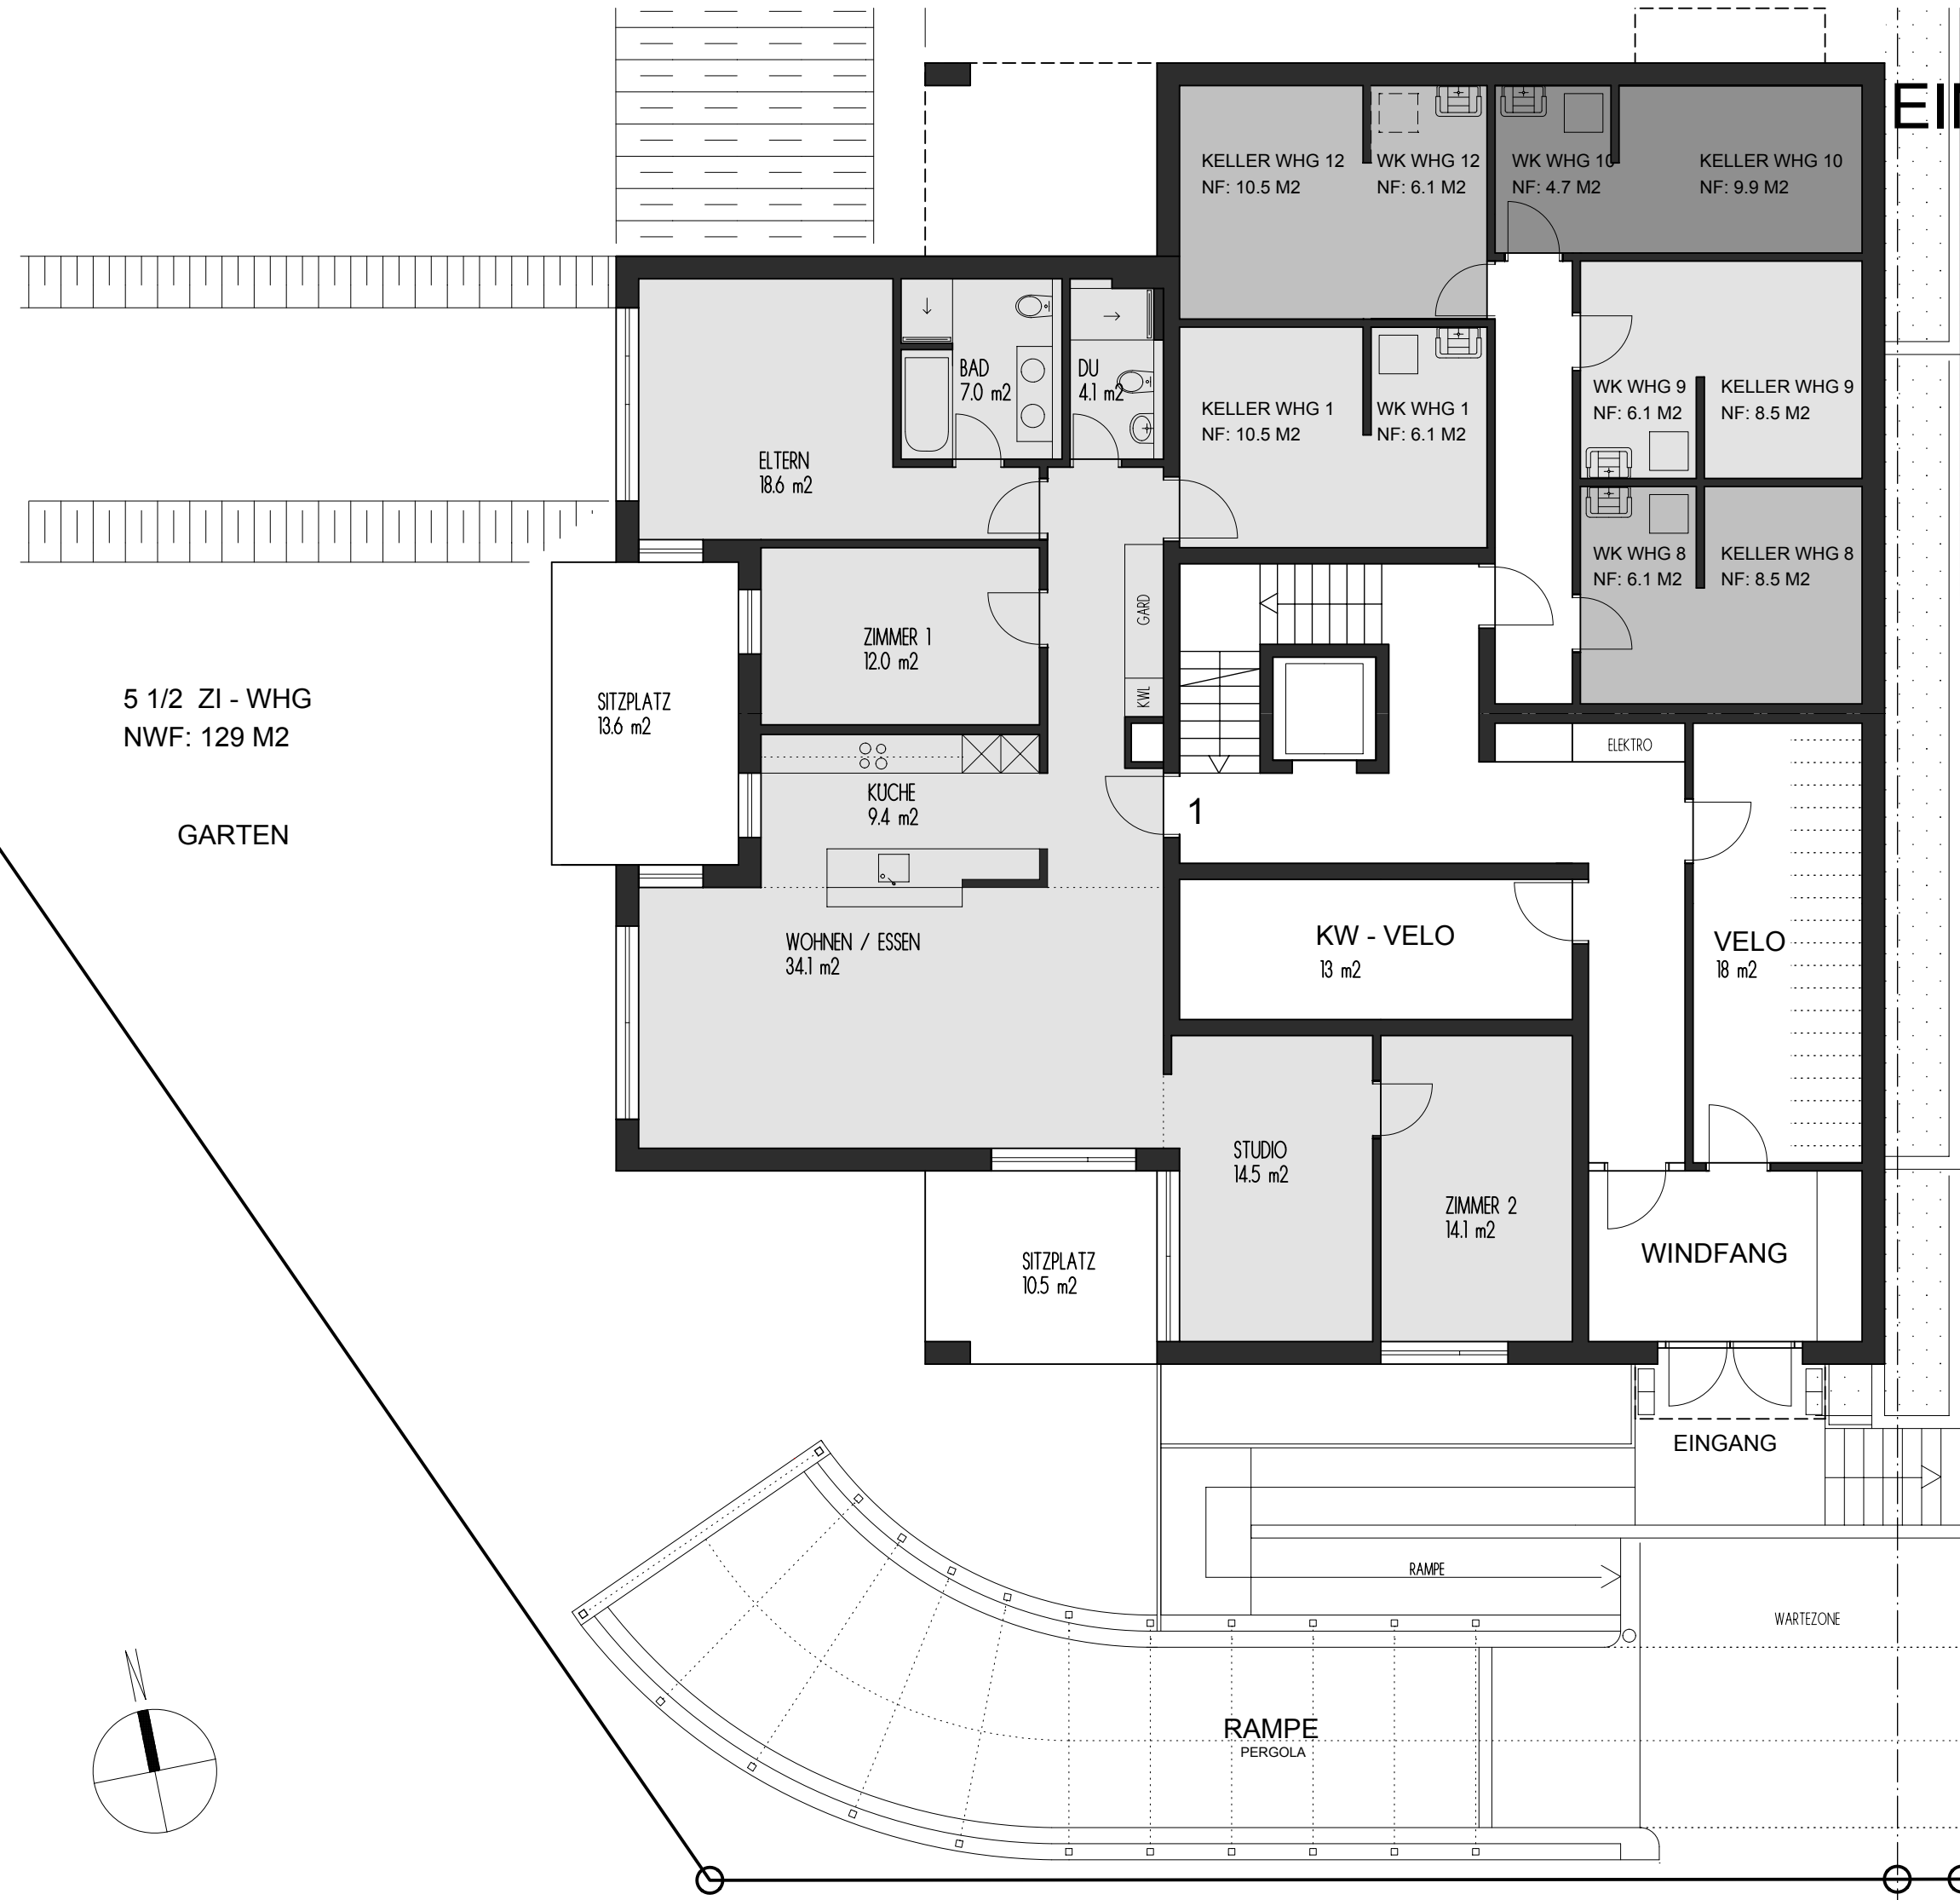 EI
KELLER WHG 12
NF: 10.5 M2
WK WHG 12
NF: 6.1 M2
WK WHG 10
NF: 4.7 M2
KELLER WHG 10
NF: 9.9 M2
BAD
7.0 m2
DU
4.1 m2
ELTERN
18.6 m2
KELLER WHG 1
NF: 10.5 M2
WK WHG 1
NF: 6.1 M2
WK WHG 9
NF: 6.1 M2
KELLER WHG 9
NF: 8.5 M2
WK WHG 8
NF: 6.1 M2
KELLER WHG 8
NF: 8.5 M2
ZIMMER 1
12.0 m2
GARD
KWL
5 1/2 ZI - WHG
NWF: 129 M2
SITZPLATZ
13.6 m2
ELEKTRO
KÜCHE
9.4 m2
1
GARTEN
WOHNEN / ESSEN
34.1 m2
KW - VELO
13 m2
VELO
18 m2
STUDIO
14.5 m2
ZIMMER 2
14.1 m2
SITZPLATZ
10.5 m2
WINDFANG
EINGANG
RAMPE
WARTEZONE
RAMPE
PERGOLA
N